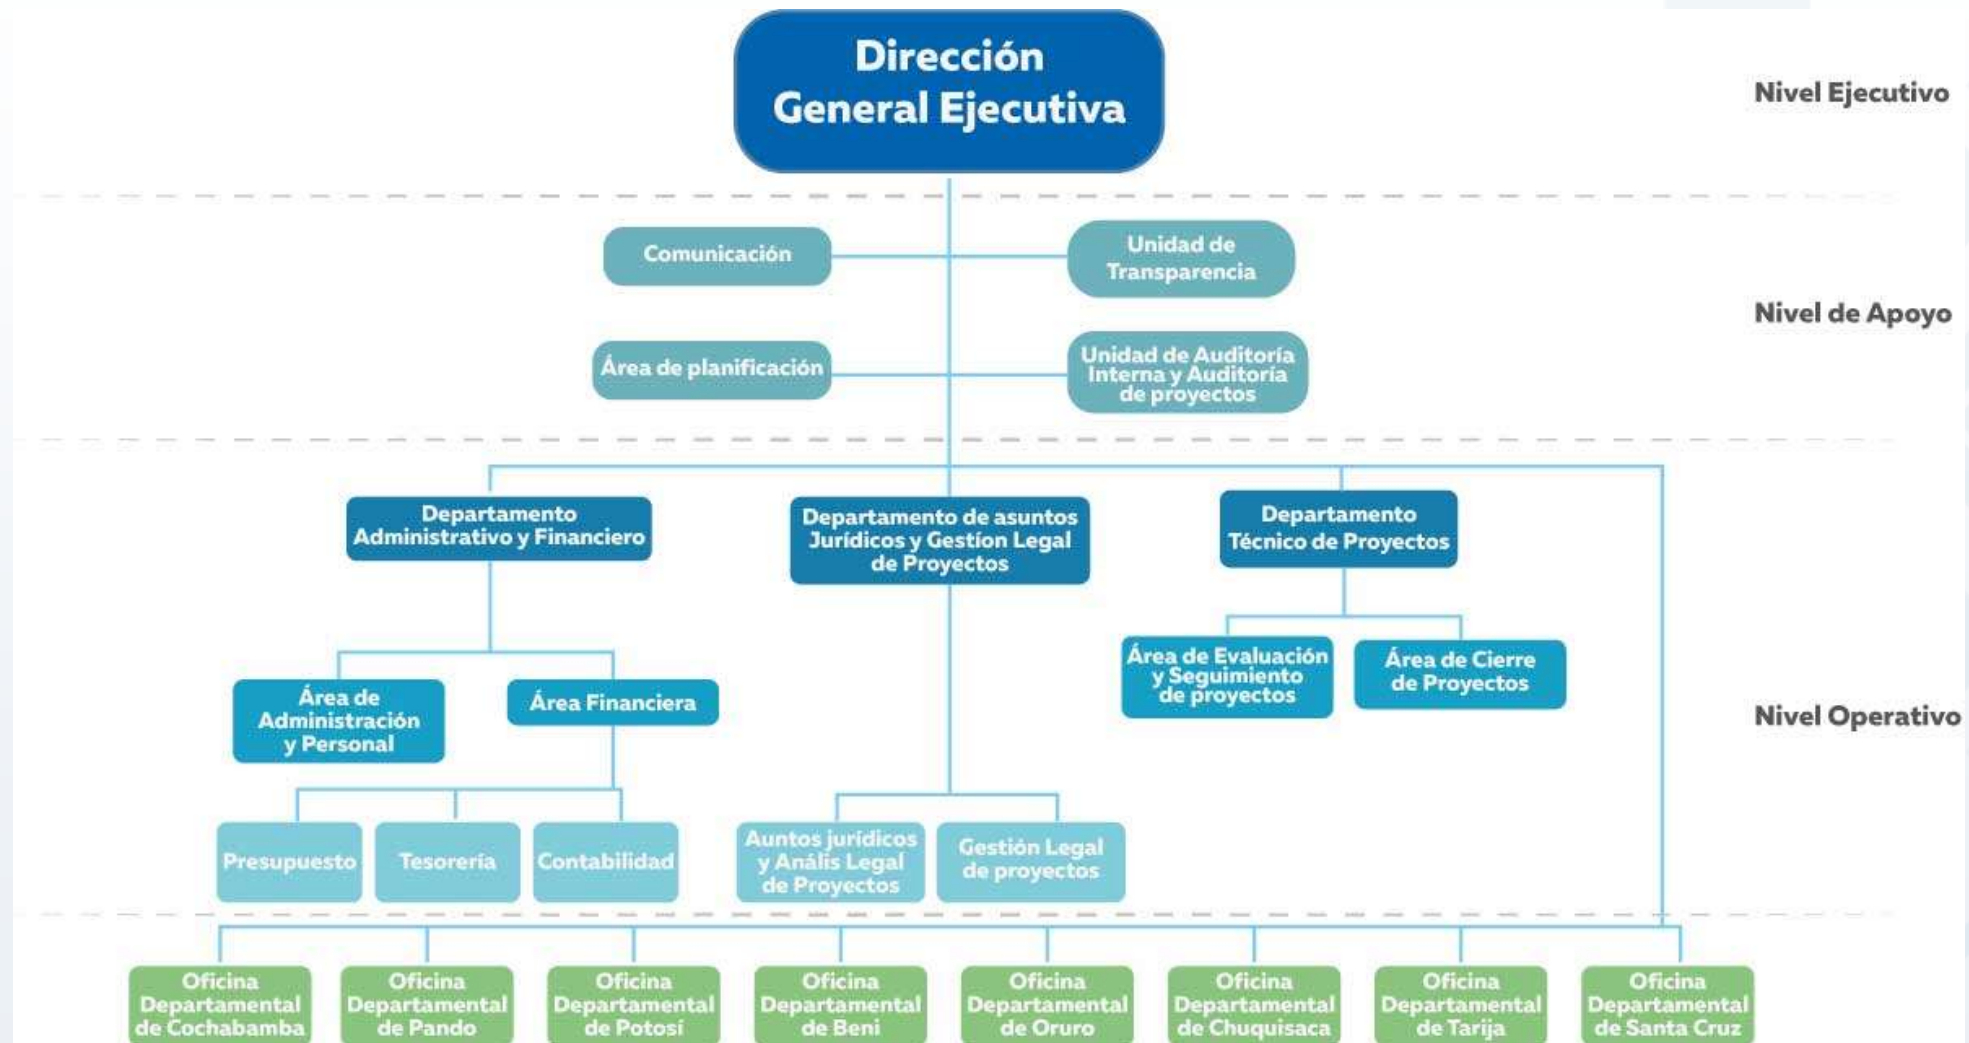 Dirección
General Ejecutiva
Nivel Ejecutivo
Comunicación
Unidad de
Transparencia
Nivel de Apoyo
Área de planificación
Unidad de Auditoría
Interna y Auditoría
de proyectos
Departamento
Administrativo y Financiero
Departamento de asuntos
Jurídicos y Gestíon Legal
de Proyectos
Departamento
Técnico de Proyectos
Área de Evaluación
y Seguimiento
de proyectos
Área de Cierre
de Proyectos
Área de
Administración
y Personal
Área Financiera
Nivel Operativo
Presupuesto
Tesorería
Contabilidad
Auntos jurídicos
y Anális Legal
de Proyectos
Gestión Legal
de proyectos
Oficina
Departamental
de Cochabamba
Oficina
Departamental
de Pando
Oficina
Departamental
de Potosí
Oficina
Departamental
de Beni
Oficina
Departamental
de Oruro
Oficina
Departamental
de Chuquisaca
Oficina
Departamental
de Tarija
Oficina
Departamental
de Santa Cruz